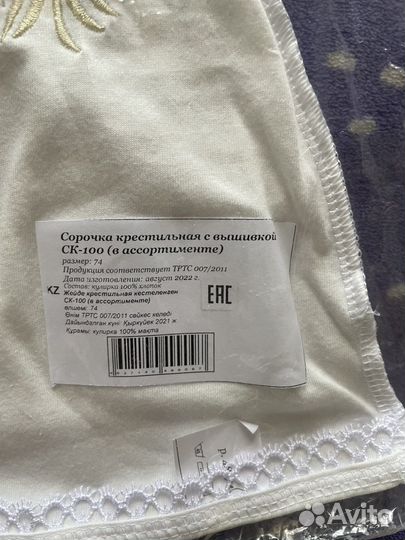 Сорочка крестильная с вышивкой
СК-100 (в ассортименте)
размер: 74
Продукция соответствует ТРТС 007/2011
Дата изготовления: август 2022 г.
Состав: кулирка 100% хлопок
KZ
Жейде крестильная кестеленген
СК-100 (в ассортименте)
өлшем: 74
Өнім ТРТС 007/2011 сәйкес келеді
Дайындалған күні: Қыркүйек 2021 ж
Құрамы: кулирка 100% мақта
EAC
Avito